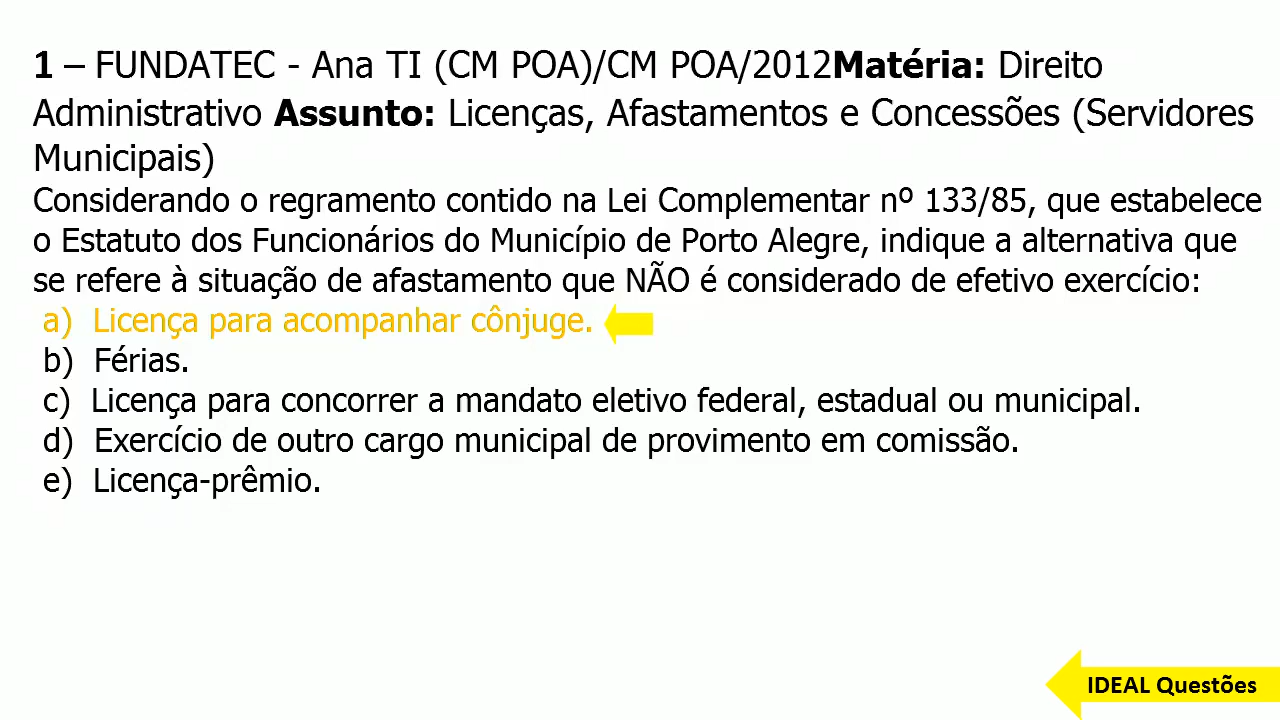 1 – FUNDATEC - Ana TI (CM POA)/CM POA/2012Matéria: Direito
Administrativo Assunto: Licenças, Afastamentos e Concessões (Servidores
Municipais)
Considerando o regramento contido na Lei Complementar nº 133/85, que estabelece
o Estatuto dos Funcionários do Município de Porto Alegre, indique a alternativa que
se refere à situação de afastamento que NÃO é considerado de efetivo exercício:
a) Licença para acompanhar cônjuge.
b) Férias.
c) Licença para concorrer a mandato eletivo federal, estadual ou municipal.
d) Exercício de outro cargo municipal de provimento em comissão.
e) Licença-prêmio.
IDEAL Questões